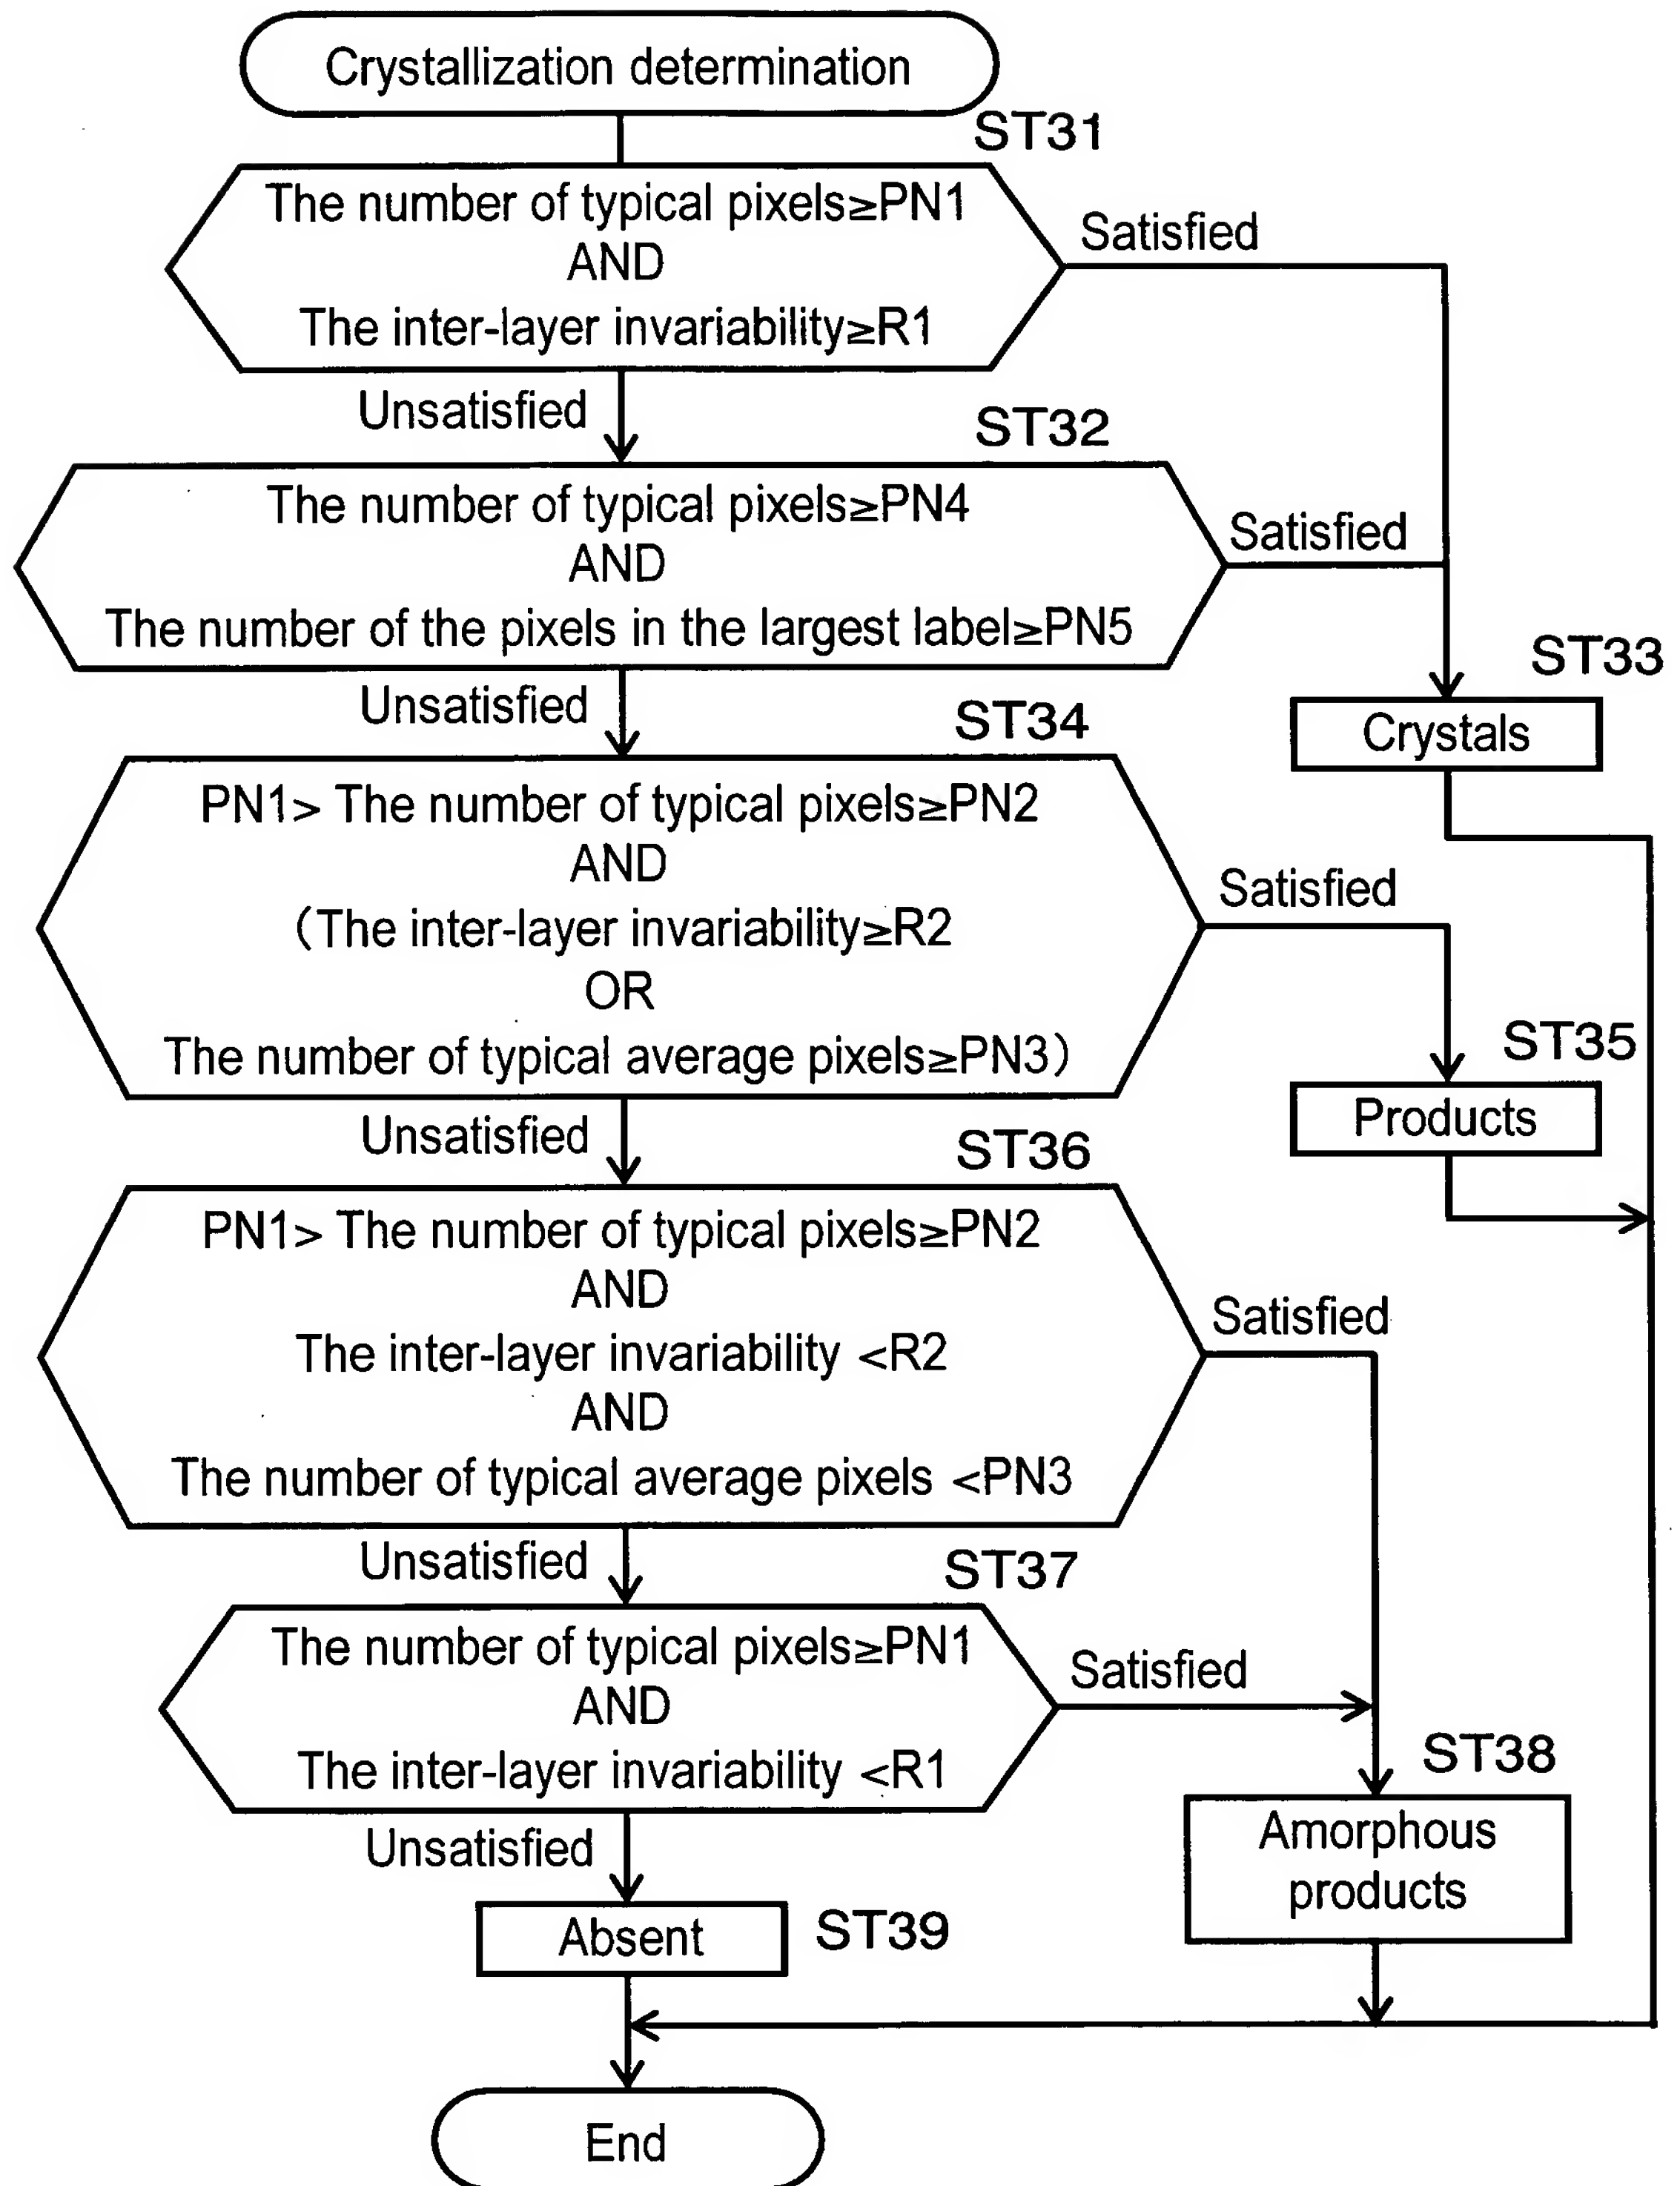 Crystallization determination
ST31
The number of typical pixels≥PN1
AND
The inter-layer invariability≥R1
Satisfied
Unsatisfied
ST32
The number of typical pixels≥PN4
AND
The number of the pixels in the largest label≥PN5
Satisfied
Unsatisfied
ST33
Crystals
ST34
PN1> The number of typical pixels≥PN2
AND
(The inter-layer invariability≥R2
OR
The number of typical average pixels≥PN3)
Satisfied
Unsatisfied
ST35
Products
ST36
PN1> The number of typical pixels≥PN2
AND
The inter-layer invariability <R2
AND
The number of typical average pixels <PN3
Satisfied
Unsatisfied
ST37
The number of typical pixels≥PN1
AND
The inter-layer invariability <R1
Satisfied
Unsatisfied
ST38
Amorphous
products
Absent
ST39
End